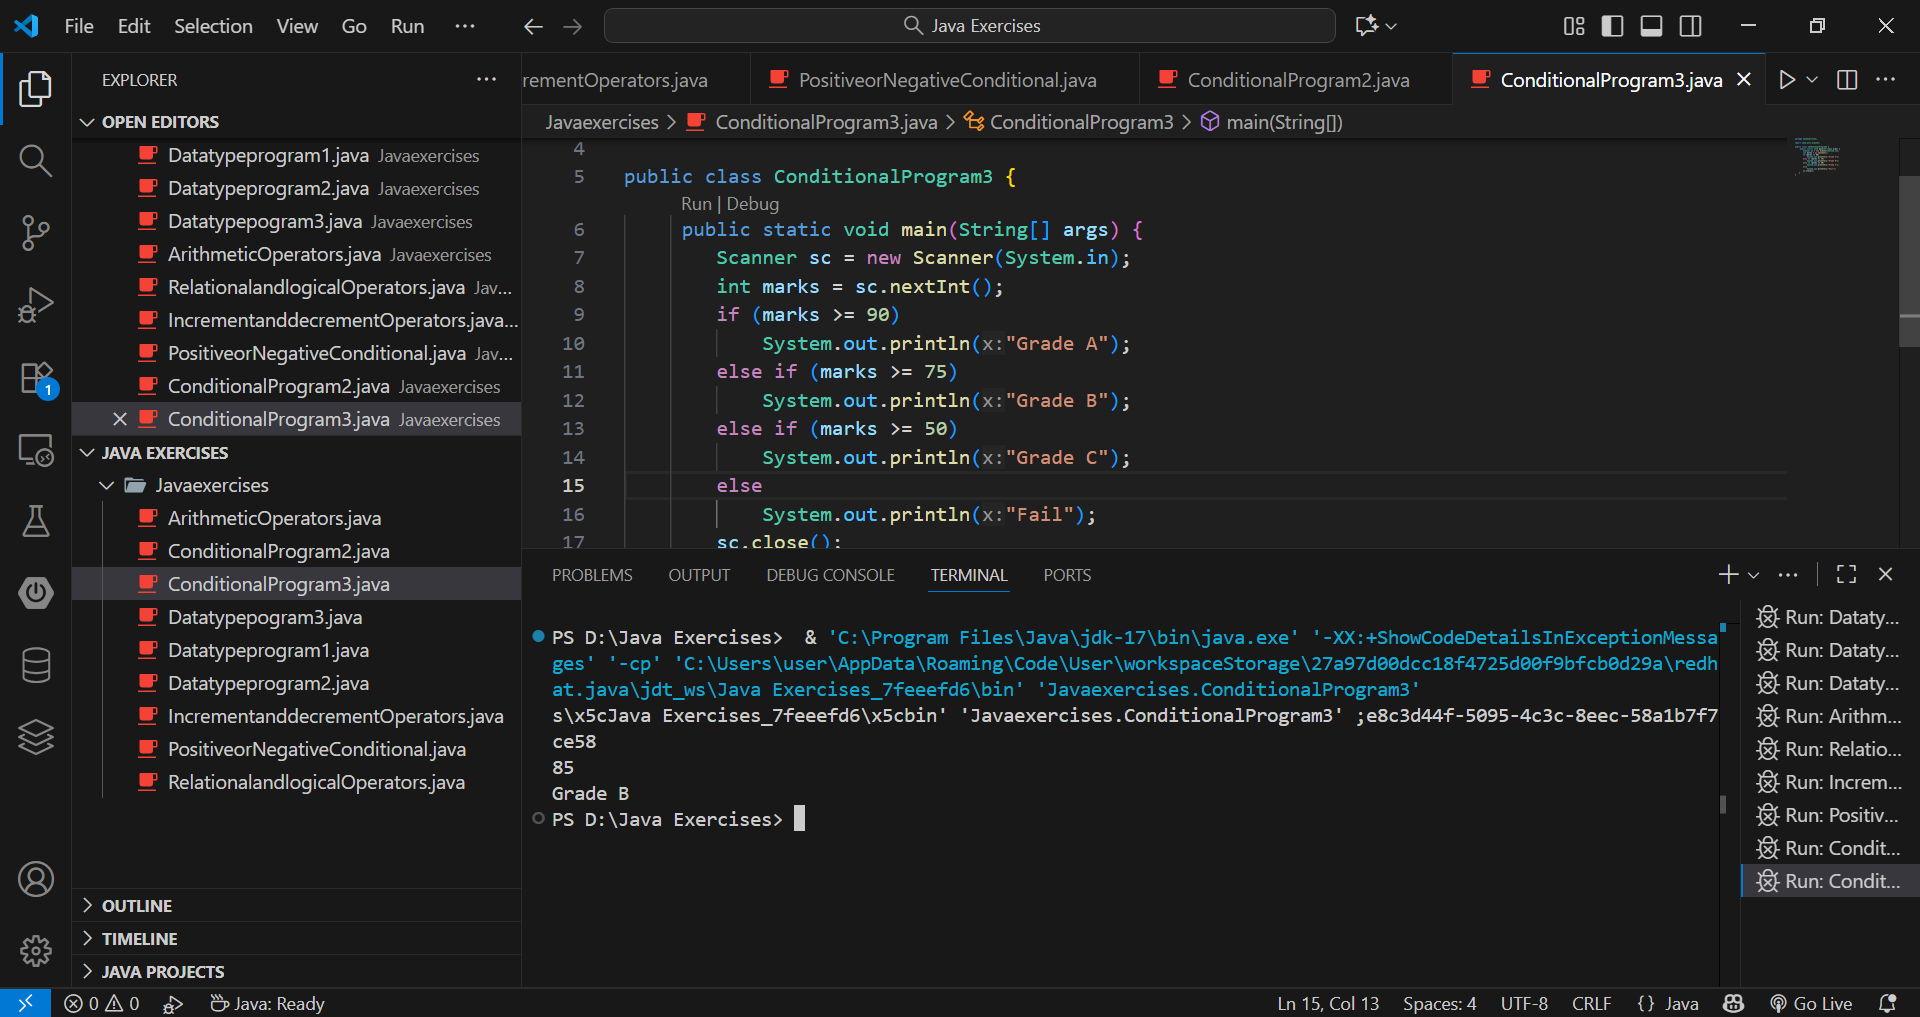 File Edit Selection View Go Run ···
Java Exercises
EXPLORER
OPEN EDITORS
Datatypeprogram1.java Javaexercises
Datatypeprogram2.java Javaexercises
Datatypepogram3.java Javaexercises
ArithmeticOperators.java Javaexercises
RelationalandlogicalOperators.java Jav...
IncrementanddecrementOperators.java...
PositiveorNegativeConditional.java Jav...
ConditionalProgram2.java Javaexercises
ConditionalProgram3.java Javaexercises
JAVA EXERCISES
Javaexercises
ArithmeticOperators.java
ConditionalProgram2.java
ConditionalProgram3.java
Datatypepogram3.java
Datatypeprogram1.java
Datatypeprogram2.java
IncrementanddecrementOperators.java
PositiveorNegativeConditional.java
RelationalandlogicalOperators.java
OUTLINE
TIMELINE
JAVA PROJECTS
1
rementOperators.java PositiveorNegativeConditional.java ConditionalProgram2.java ConditionalProgram3.java
Javaexercises > ConditionalProgram3.java > ConditionalProgram3 > main(String[])
4
5 public class ConditionalProgram3 {
Run | Debug
6 public static void main(String[] args) {
7 Scanner sc = new Scanner(System.in);
8 int marks = sc.nextInt();
9 if (marks >= 90)
10 System.out.println(x:"Grade A");
11 else if (marks >= 75)
12 System.out.println(x:"Grade B");
13 else if (marks >= 50)
14 System.out.println(x:"Grade C");
15 else
16 System.out.println(x:"Fail");
17 sc.close();
PROBLEMS OUTPUT DEBUG CONSOLE TERMINAL PORTS
PS D:\Java Exercises>  & 'C:\Program Files\Java\jdk-17\bin\java.exe' '-XX:+ShowCodeDetailsInExceptionMessa
ges' '-cp' 'C:\Users\user\AppData\Roaming\Code\User\workspaceStorage\27a97d00dcc18f4725d00f9bfcb0d29a\redh
at.java\jdt_ws\Java Exercises_7feeefd6\bin' 'Javaexercises.ConditionalProgram3'
s\x5cJava Exercises_7feeefd6\x5cbin' 'Javaexercises.ConditionalProgram3' ;e8c3d44f-5095-4c3c-8eec-58a1b7f7
ce58
85
Grade B
PS D:\Java Exercises>
Run: Dataty...
Run: Dataty...
Run: Dataty...
Run: Arithm...
Run: Relatio...
Run: Increm...
Run: Positiv...
Run: Condit...
Run: Condit...
0 0 Java: Ready
Ln 15, Col 13 Spaces: 4 UTF-8 CRLF {} Java Go Live